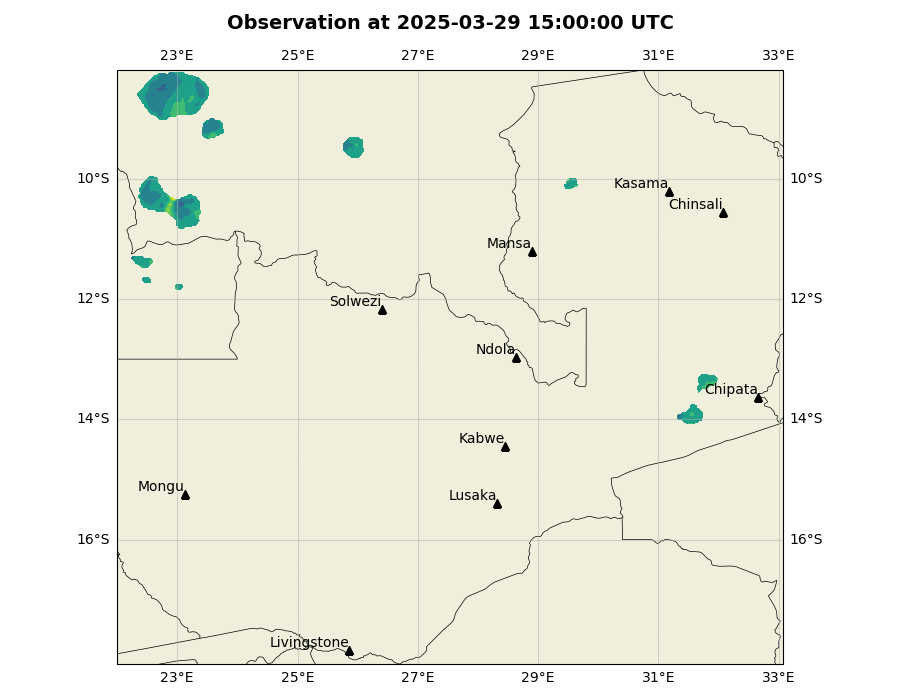 Observation at 2025-03-29 15:00:00 UTC
23°E 25°E 27°E 29°E 31°E 33°E
10°S 10°S
Kasama
Chinsali
Mansa
12°S 12°S
Solwezi
Ndola
Chipata
14°S 14°S
Kabwe
Mongu
Lusaka
16°S 16°S
Livingstone
23°E 25°E 27°E 29°E 31°E 33°E